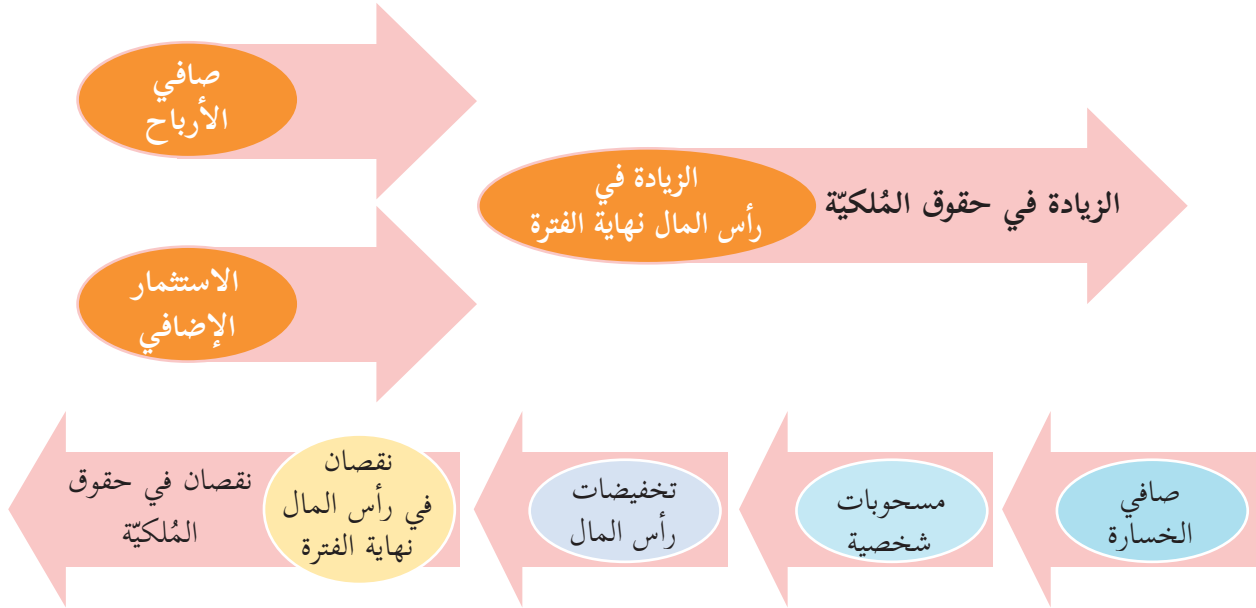 صافي
الأرباح
الاستثمار
الإضافي
الزيادة في
رأس المال نهاية الفترة
الزيادة في حقوق المُلكيّة
صافي
الخسارة
مسحوبات
شخصية
تخفيضات
رأس المال
نقصان
في رأس المال
نهاية الفترة
نقصان في حقوق
المُلكيّة